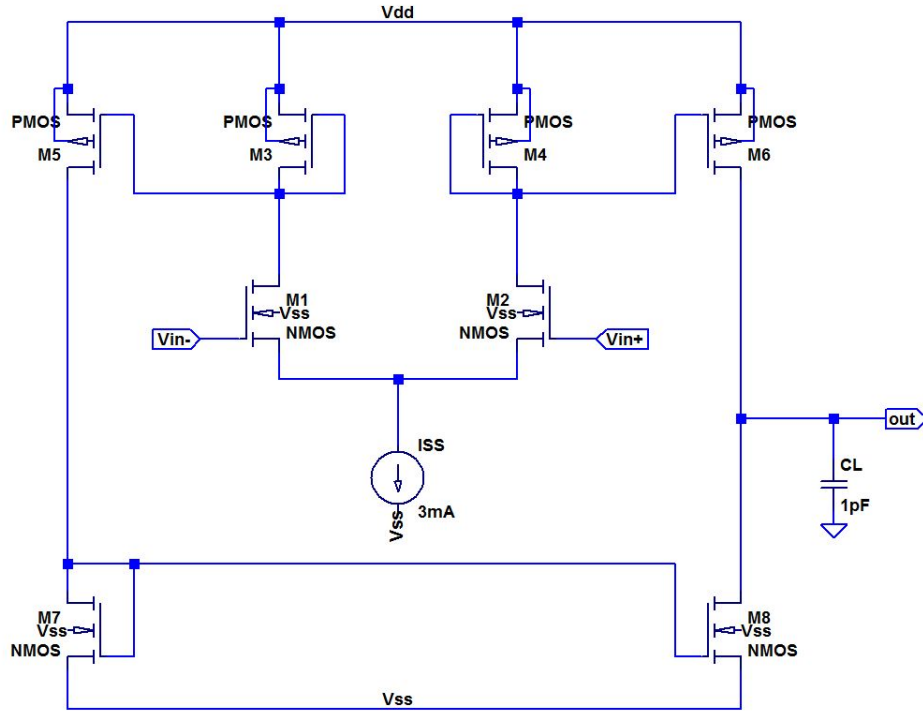 Vdd
PMOS
PMOS
PMOS
PMOS
M5
M3
M4
M6
M1
M2
Vss
Vss
Vin-
NMOS
NMOS
Vin+
out
ISS
CL
3mA
1pF
Vss
M7
M8
Vss
Vss
NMOS
NMOS
Vss